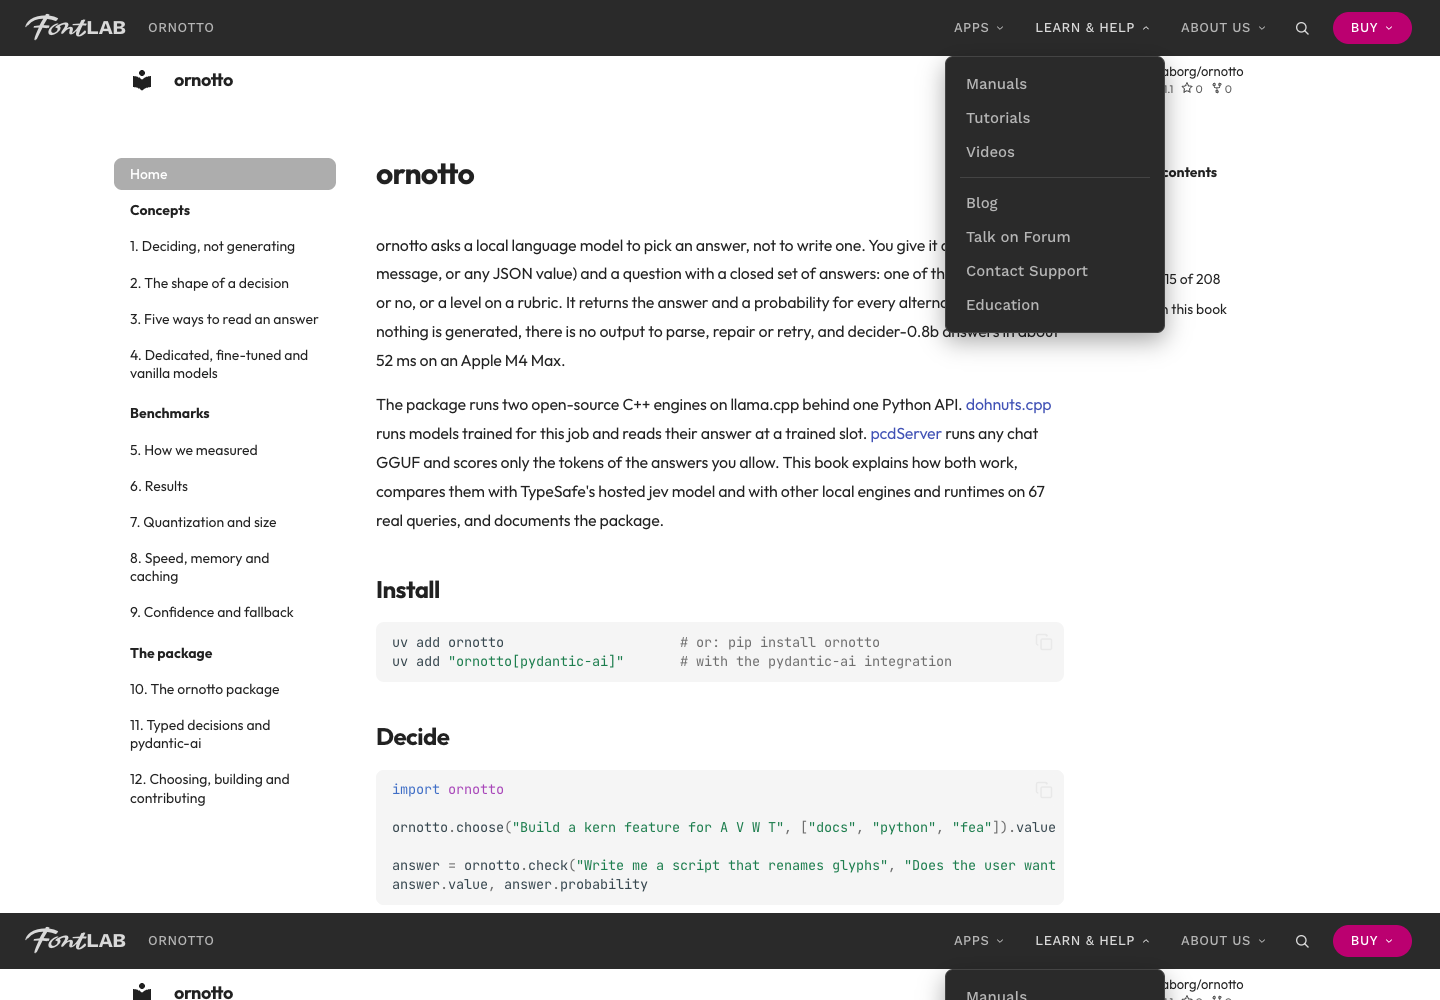 FontLAB ORNOTTO APPS LEARN & HELP ABOUT US BUY
ornotto
aborg/ornotto
0 0
Manuals
Tutorials
Videos
Blog
Talk on Forum
Contact Support
Education
Home
Concepts
1. Deciding, not generating
2. The shape of a decision
3. Five ways to read an answer
4. Dedicated, fine-tuned and
vanilla models
Benchmarks
5. How we measured
6. Results
7. Quantization and size
8. Speed, memory and
caching
9. Confidence and fallback
The package
10. The ornotto package
11. Typed decisions and
pydantic-ai
12. Choosing, building and
contributing
ornotto
ornotto asks a local language model to pick an answer, not to write one. You give it
message, or any JSON value) and a question with a closed set of answers: one of
or no, or a level on a rubric. It returns the answer and a probability for every
nothing is generated, there is no output to parse, repair or retry, and decider-0.8b answers in about
52 ms on an Apple M4 Max.
The package runs two open-source C++ engines on llama.cpp behind one Python API. dohnuts.cpp
runs models trained for this job and reads their answer at a trained slot. pcdServer runs any chat
GGUF and scores only the tokens of the answers you allow. This book explains how both work,
compares them with TypeSafe's hosted jev model and with other local engines and runtimes on 67
real queries, and documents the package.
Install
uv add ornotto # or: pip install ornotto
uv add "ornotto[pydantic-ai]" # with the pydantic-ai integration
Decide
import ornotto
ornotto.choose("Build a kern feature for A V W T", ["docs", "python", "fea"]).value
answer = ornotto.check("Write me a script that renames glyphs", "Does the user want
answer.value, answer.probability
contents
15 of 208
this book
FontLAB ORNOTTO APPS LEARN & HELP ABOUT US BUY
ornotto
Manuals
aborg/ornotto